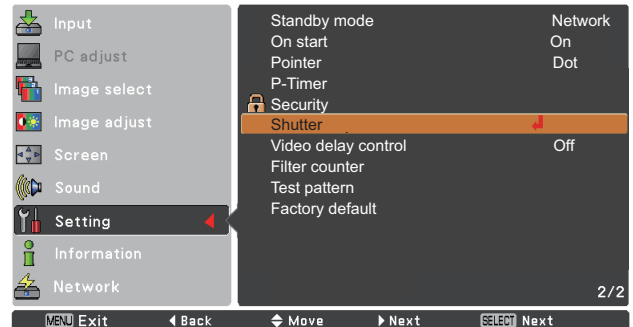 Input
PC adjust
Image select
Image adjust
Screen
Sound
Setting
Information
Network
Standby mode Network
On start On
Pointer Dot
P-Timer
Security
Shutter
Video delay control Off
Filter counter
Test pattern
Factory default
2/2
MENU Exit Back Move Next SELECT Next